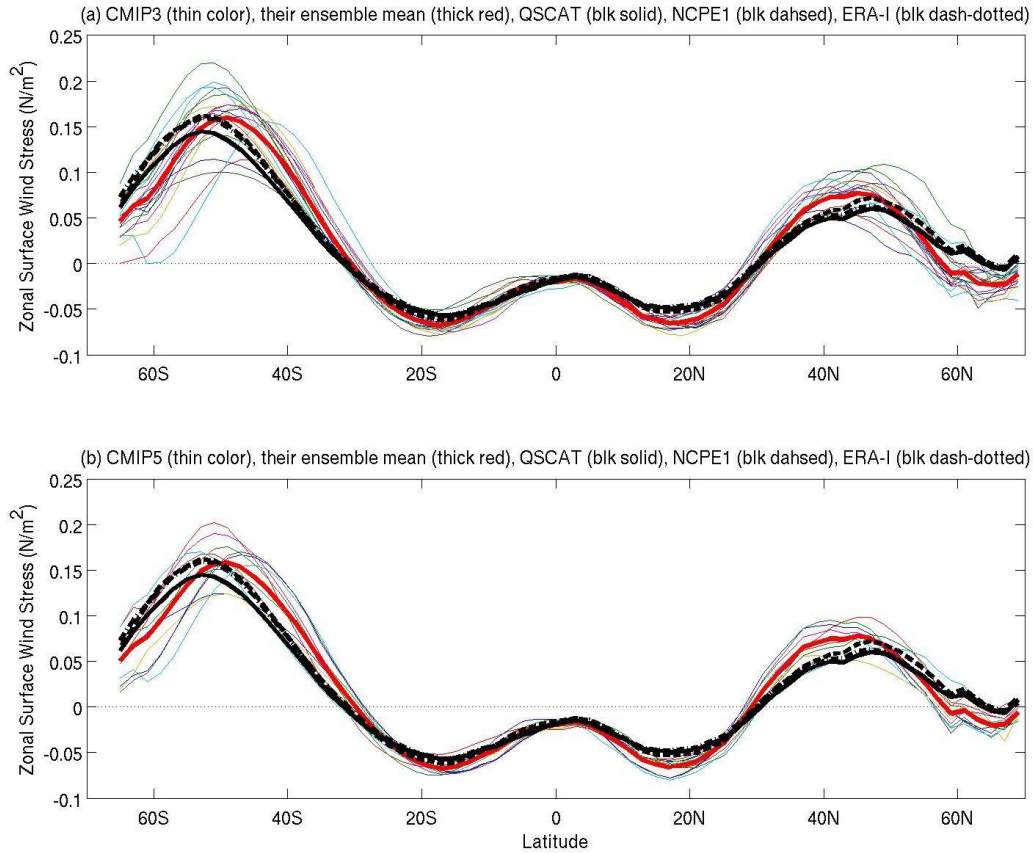 (a) CMIP3 (thin color), their ensemble mean (thick red), QSCAT (blk solid), NCPE1 (blk dahsed), ERA-I (blk dash-dotted)
0.25
0.2
0.15
0.1
0.05
0
-0.05
-0.1
Zonal Surface Wind Stress (N/m²)
60S 40S 20S 0 20N 40N 60N
(b) CMIP5 (thin color), their ensemble mean (thick red), QSCAT (blk solid), NCPE1 (blk dahsed), ERA-I (blk dash-dotted)
0.25
0.2
0.15
0.1
0.05
0
-0.05
-0.1
Zonal Surface Wind Stress (N/m²)
60S 40S 20S 0 20N 40N 60N
Latitude